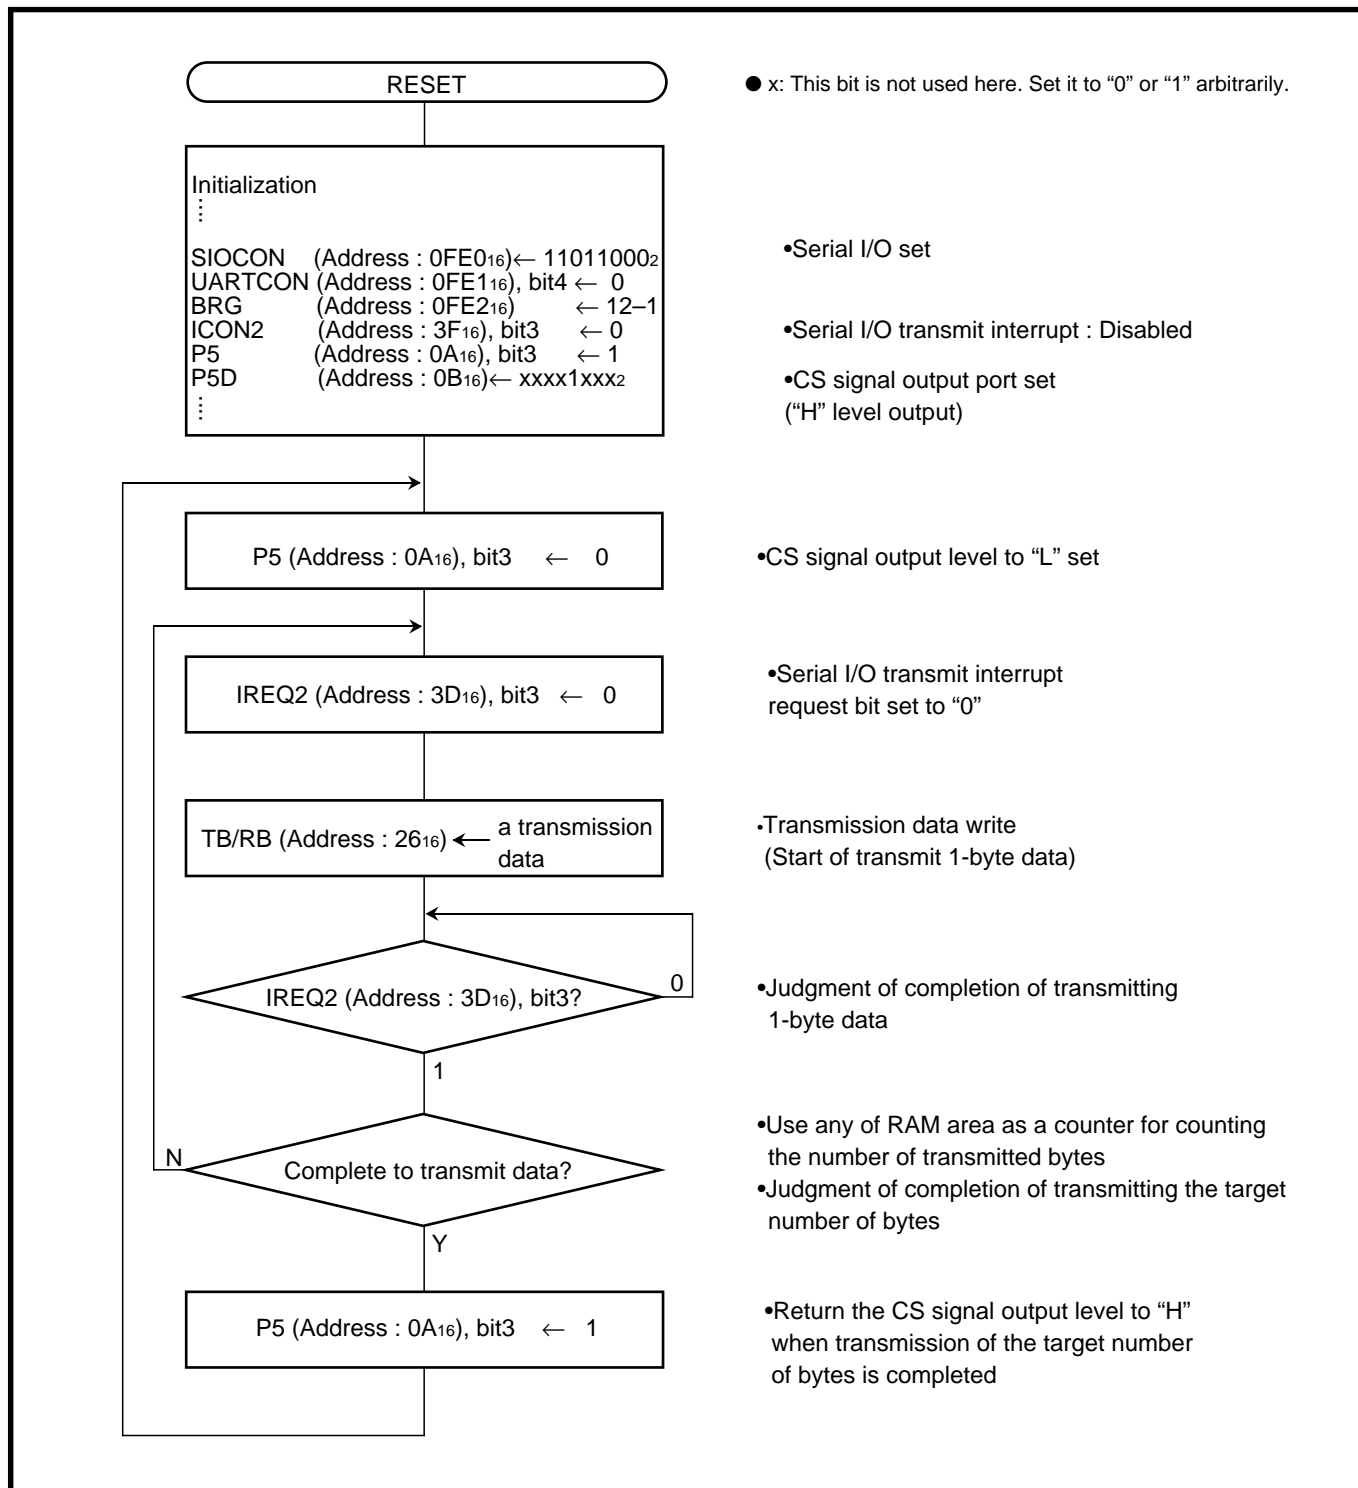 RESET
● x: This bit is not used here. Set it to “0” or “1” arbitrarily.
Initialization
⋮
SIOCON (Address : 0FE0₁₆)← 11011000₂
•Serial I/O set
UARTCON (Address : 0FE1₁₆), bit4 ← 0
BRG (Address : 0FE2₁₆) ← 12–1
ICON2 (Address : 3F₁₆), bit3 ← 0
•Serial I/O transmit interrupt : Disabled
P5 (Address : 0A₁₆), bit3 ← 1
P5D (Address : 0B₁₆)← xxxx1xxx₂
•CS signal output port set
(“H” level output)
⋮
P5 (Address : 0A₁₆), bit3 ← 0
•CS signal output level to “L” set
IREQ2 (Address : 3D₁₆), bit3 ← 0
•Serial I/O transmit interrupt
request bit set to “0”
TB/RB (Address : 26₁₆) ← a transmission
data
•Transmission data write
(Start of transmit 1-byte data)
IREQ2 (Address : 3D₁₆), bit3?
0
•Judgment of completion of transmitting
1-byte data
1
•Use any of RAM area as a counter for counting
the number of transmitted bytes
N
Complete to transmit data?
•Judgment of completion of transmitting the target
number of bytes
Y
P5 (Address : 0A₁₆), bit3 ← 1
•Return the CS signal output level to “H”
when transmission of the target number
of bytes is completed